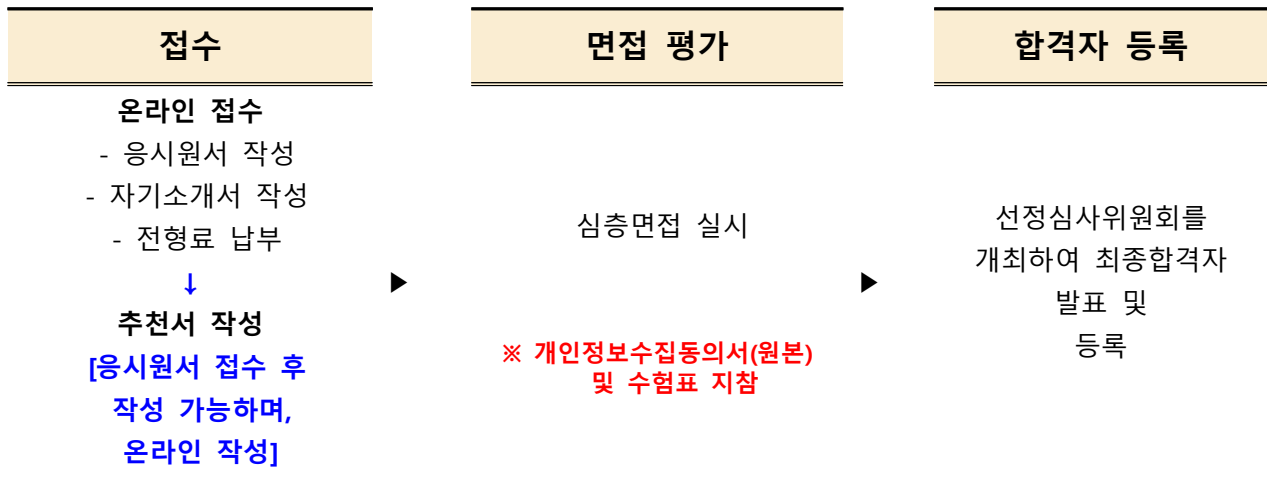 접수
온라인 접수
- 응시원서 작성
- 자기소개서 작성
- 전형료 납부
↓
추천서 작성
[응시원서 접수 후
작성 가능하며,
온라인 작성]
▶
면접 평가
심층면접 실시
※ 개인정보수집동의서(원본)
및 수험표 지참
▶
합격자 등록
선정심사위원회를
개최하여 최종합격자
발표 및
등록